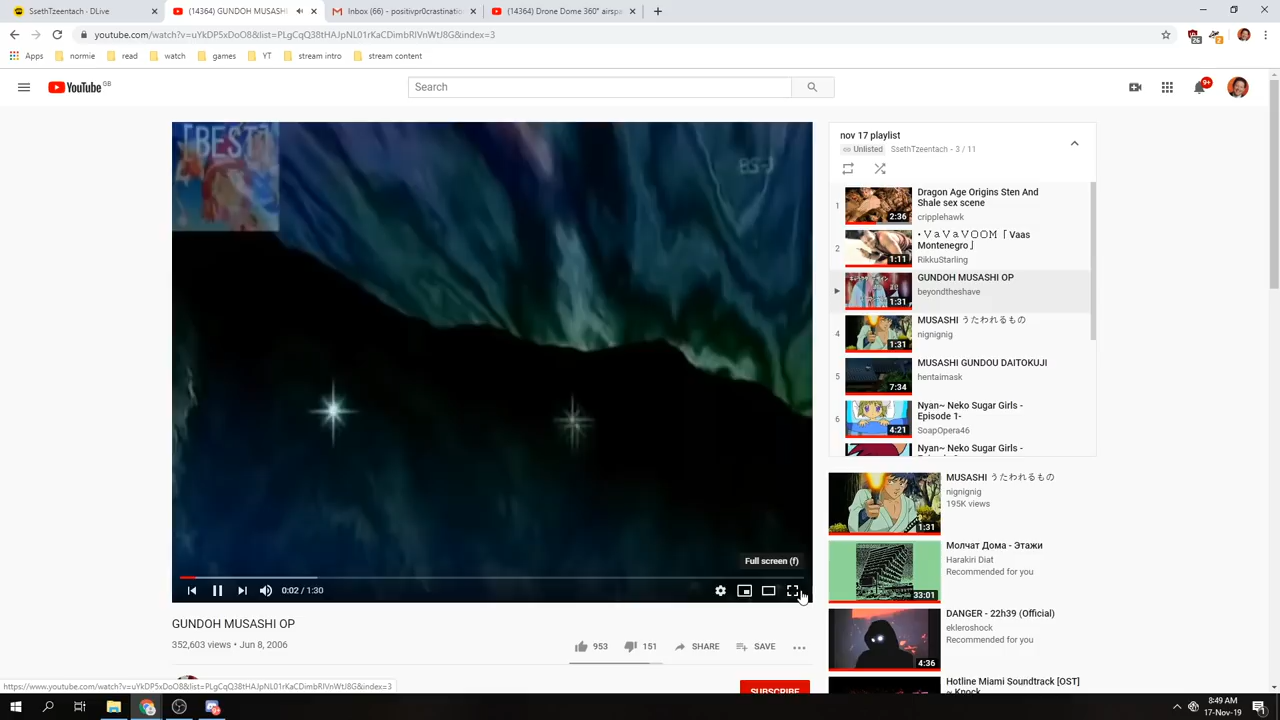 SsethTzeentach - DLive
(14364) GUNDOH MUSASHI
Inbox (66) - positivpr0crastinatio
(14364) Drone Dome 360° airspac
youtube.com/watch?v=uYkDP5xDoO8&list=PLgCqQ38tHAJpNL01rKaCDimbRIVnWtJ8G&index=3
26
2
Apps
normie
read
watch
games
YT
stream intro
stream content
YouTube GB
Search
9+
[BEST]
BS-J
Full screen (f)
0:02 / 1:30
GUNDOH MUSASHI OP
352,603 views • Jun 8, 2006
953
151
SHARE
SAVE
SUBSCRIBE
nov 17 playlist
Unlisted
SsethTzeentach - 3 / 11
1
2:36
Dragon Age Origins Sten And
Shale sex scene
cripplehawk
2
1:11
• V a V a V O O M「 Vaas
Montenegro」
RikkuStarling
1:31
GUNDOH MUSASHI OP
beyondtheshave
4
1:31
MUSASHI うたわれるもの
nignignig
5
7:34
MUSASHI GUNDOU DAITOKUJI
hentaimask
6
4:21
Nyan~ Neko Sugar Girls -
Episode 1-
SoapOpera46
Nyan~ Neko Sugar Girls -
1:31
MUSASHI うたわれるもの
nignignig
195K views
33:01
Молчат Дома - Этажи
Harakiri Diat
Recommended for you
4:36
DANGER - 22h39 (Official)
ekleroshock
Recommended for you
Hotline Miami Soundtrack [OST]
~ Knock
https://www.youtube.com/watch?v=uYkDP5xDoO8&list=PLgCqQ38tHAJpNL01rKaCDimbRIVnWtJ8G&index=3
8:49 AM
17-Nov-19
1